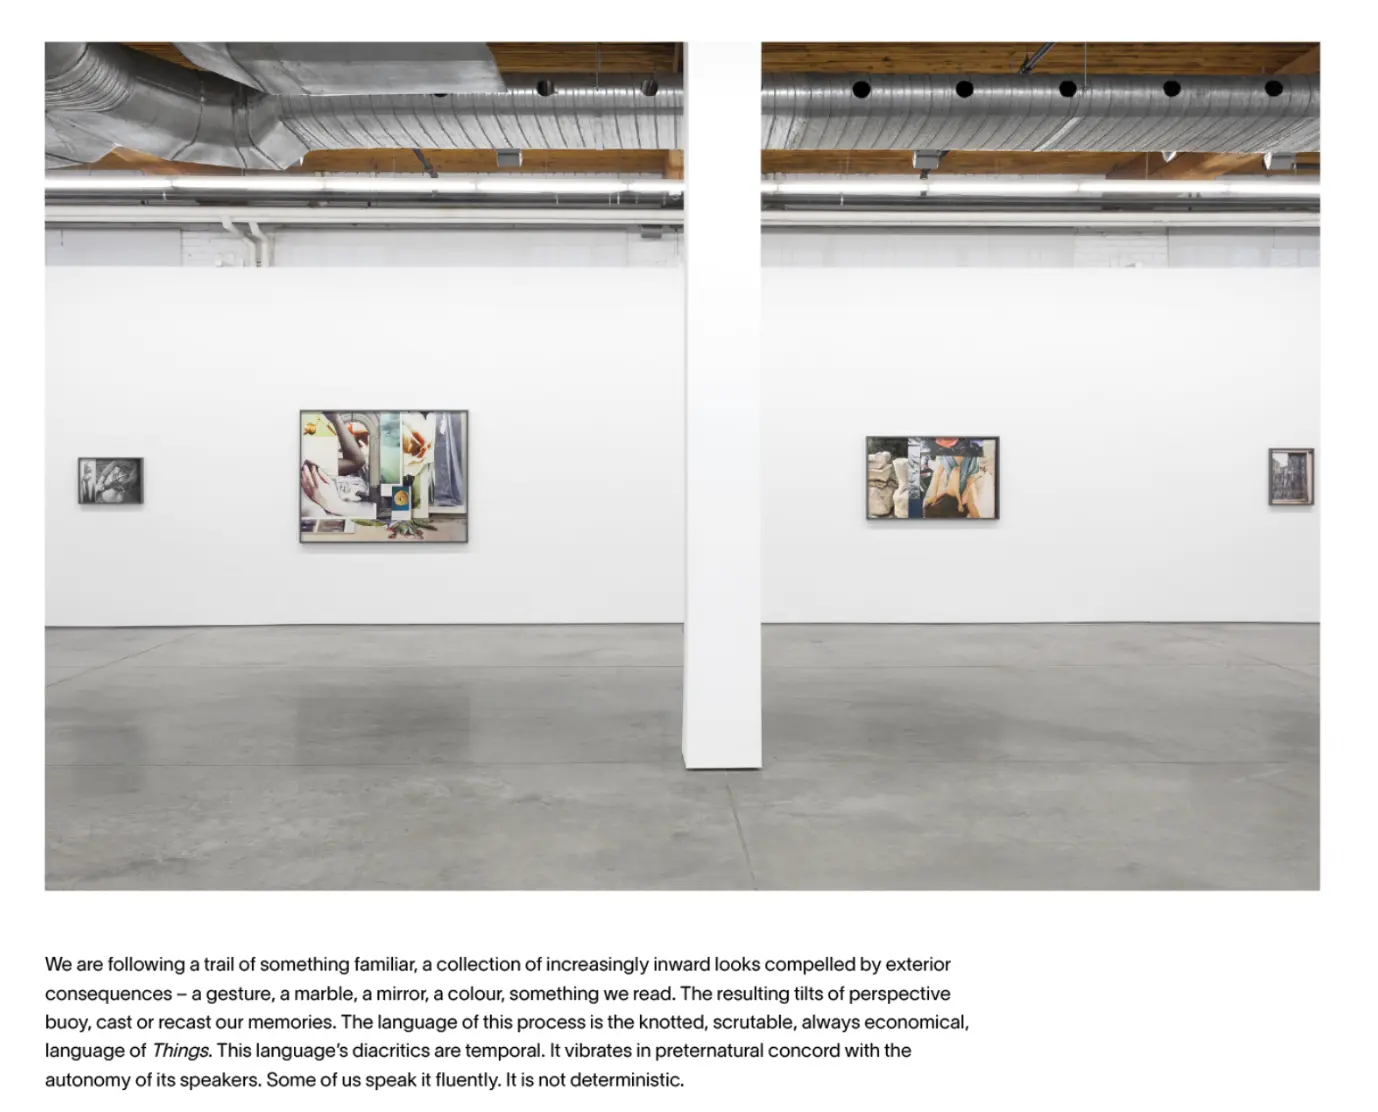 We are following a trail of something familiar, a collection of increasingly inward looks compelled by exterior
consequences – a gesture, a marble, a mirror, a colour, something we read. The resulting tilts of perspective
buoy, cast or recast our memories. The language of this process is the knotted, scrutable, always economical,
language of Things. This language’s diacritics are temporal. It vibrates in preternatural concord with the
autonomy of its speakers. Some of us speak it fluently. It is not deterministic.